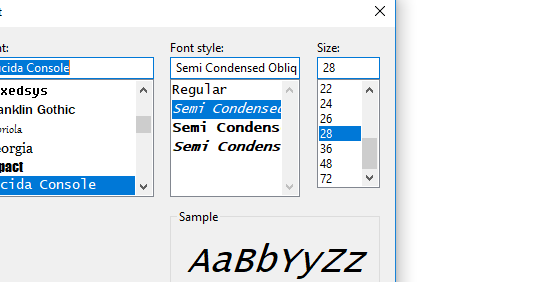 t
nt: Font style: Size:
cida Console Semi Condensed Obliq 28
xedsys
anklin Gothic
briola
eorgia
pact
cida Console
Regular
Semi Condensed
Semi Condens
Semi Condens
22
24
26
28
36
48
72
Sample
AaBbYyZz